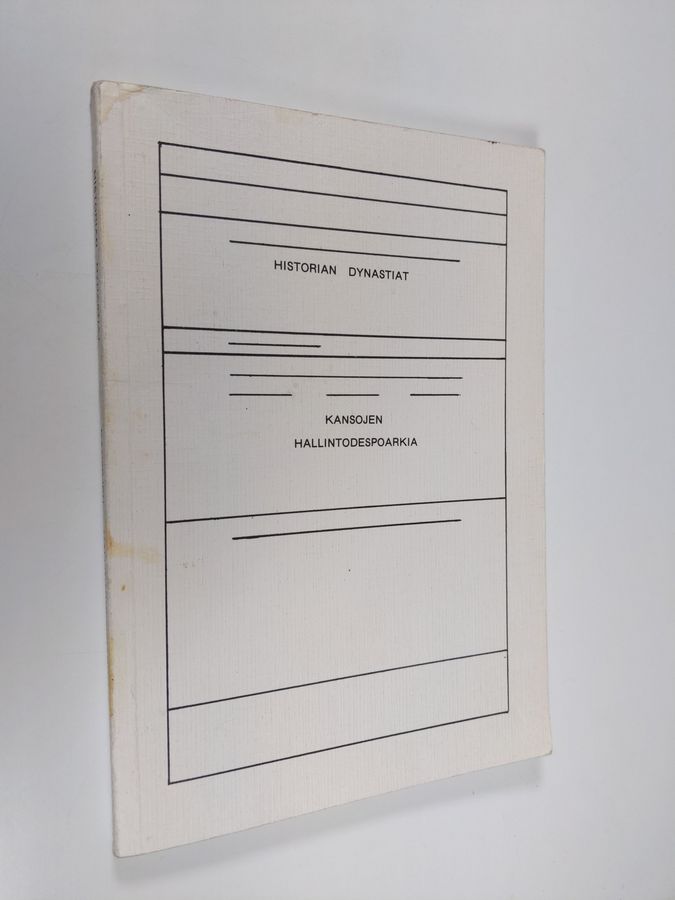 HISTORIAN DYNASTIAT
KANSOJEN
HALLINTODESPOARKIA